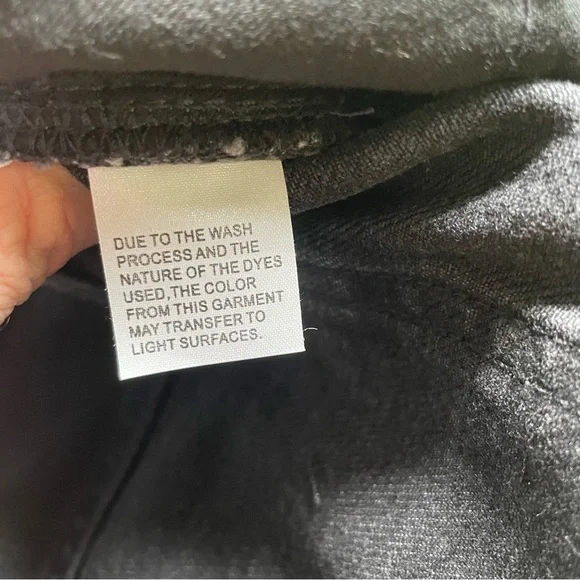 DUE TO THE WASH
PROCESS AND THE
NATURE OF THE DYES
USED,THE COLOR
FROM THIS GARMENT
MAY TRANSFER TO
LIGHT SURFACES.